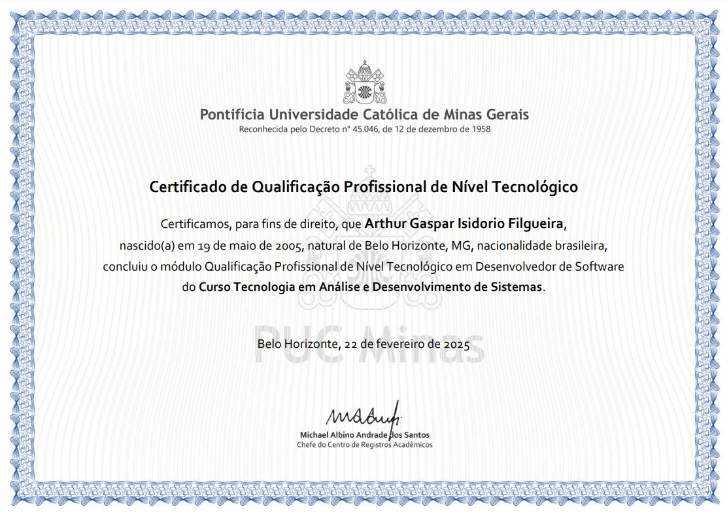 Pontifícia Universidade Católica de Minas Gerais
Reconhecida pelo Decreto nº 45.046, de 12 de dezembro de 1958
Certificado de Qualificação Profissional de Nível Tecnológico
Certificamos, para fins de direito, que Arthur Gaspar Isidorio Filgueira,
nascido(a) em 19 de maio de 2005, natural de Belo Horizonte, MG, nacionalidade brasileira,
concluiu o módulo Qualificação Profissional de Nível Tecnológico em Desenvolvedor de Software
do Curso Tecnologia em Análise e Desenvolvimento de Sistemas.
PUC Minas
Belo Horizonte, 22 de fevereiro de 2025
Michael Albino Andrade dos Santos
Chefe do Centro de Registros Acadêmicos